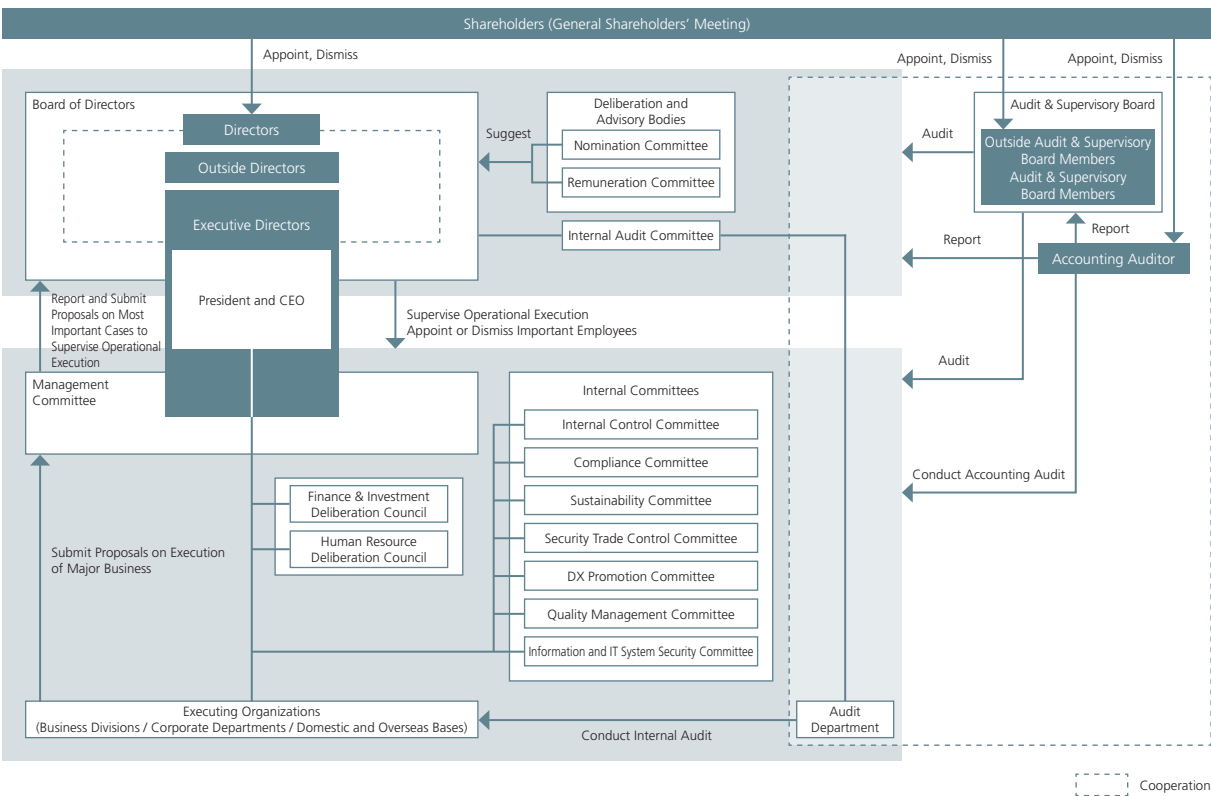 Shareholders (General Shareholders’ Meeting)
Appoint, Dismiss
Appoint, Dismiss
Appoint, Dismiss
Board of Directors
Directors
Outside Directors
Executive Directors
President and CEO
Suggest
Deliberation and
Advisory Bodies
Nomination Committee
Remuneration Committee
Internal Audit Committee
Audit
Audit & Supervisory Board
Outside Audit & Supervisory
Board Members
Audit & Supervisory
Board Members
Report
Report
Accounting Auditor
Report and Submit
Proposals on Most
Important Cases to
Supervise Operational
Execution
Supervise Operational Execution
Appoint or Dismiss Important Employees
Audit
Management
Committee
Internal Committees
Internal Control Committee
Compliance Committee
Sustainability Committee
Security Trade Control Committee
DX Promotion Committee
Quality Management Committee
Information and IT System Security Committee
Conduct Accounting Audit
Finance & Investment
Deliberation Council
Human Resource
Deliberation Council
Submit Proposals on Execution
of Major Business
Executing Organizations
(Business Divisions / Corporate Departments / Domestic and Overseas Bases)
Conduct Internal Audit
Audit
Department
Cooperation